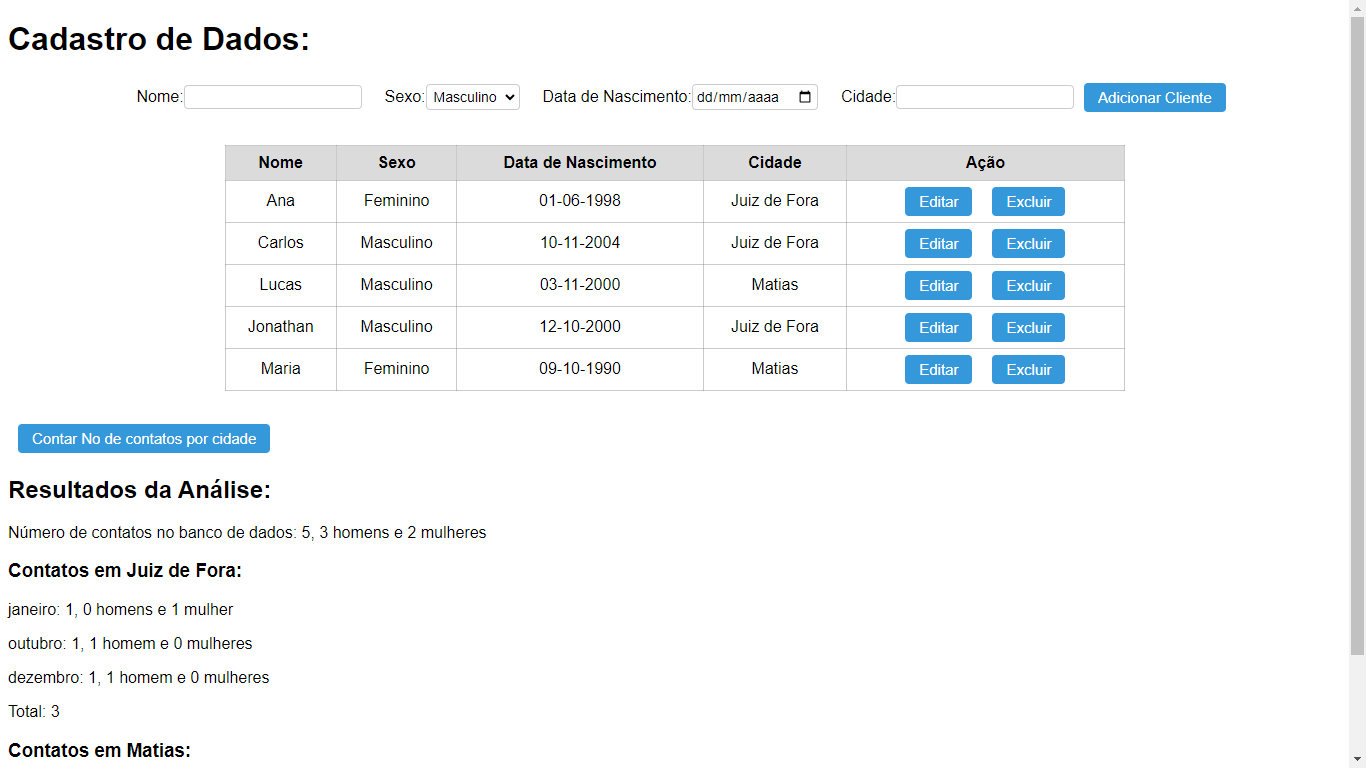 Cadastro de Dados:
Nome: Sexo: Masculino Data de Nascimento: dd/mm/aaaa Cidade: Adicionar Cliente
Nome Sexo Data de Nascimento Cidade Ação
Ana Feminino 01-06-1998 Juiz de Fora Editar Excluir
Carlos Masculino 10-11-2004 Juiz de Fora Editar Excluir
Lucas Masculino 03-11-2000 Matias Editar Excluir
Jonathan Masculino 12-10-2000 Juiz de Fora Editar Excluir
Maria Feminino 09-10-1990 Matias Editar Excluir
Contar No de contatos por cidade
Resultados da Análise:
Número de contatos no banco de dados: 5, 3 homens e 2 mulheres
Contatos em Juiz de Fora:
janeiro: 1, 0 homens e 1 mulher
outubro: 1, 1 homem e 0 mulheres
dezembro: 1, 1 homem e 0 mulheres
Total: 3
Contatos em Matias: